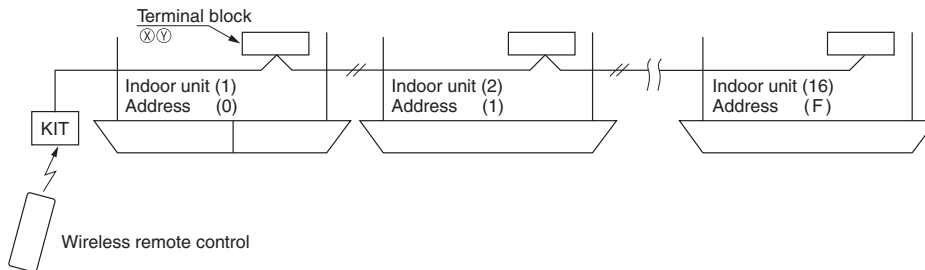 Terminal block
ⓍⓎ
Indoor unit (1)
Address (0)
Indoor unit (2)
Address (1)
Indoor unit (16)
Address (F)
KIT
Wireless remote control